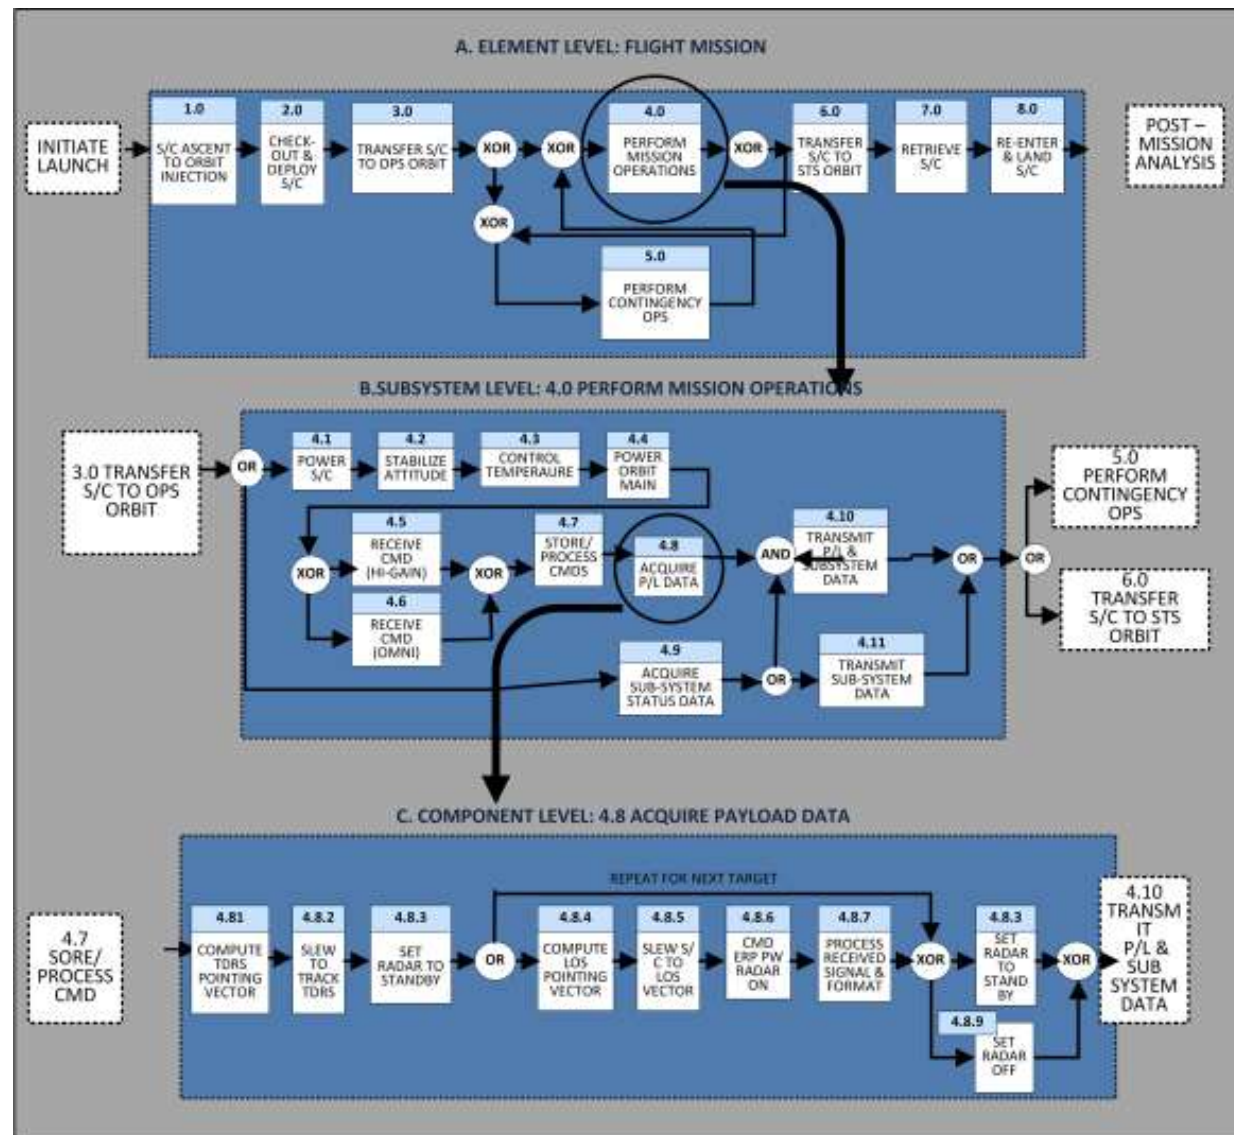 A. ELEMENT LEVEL: FLIGHT MISSION
INITIATE
LAUNCH
1.0
S/C ASCENT
TO ORBIT
INJECTION
2.0
CHECK-
OUT &
DEPLOY
S/C
3.0
TRANSFER S/C
TO OPS ORBIT
XOR
XOR
4.0
PERFORM
MISSION
OPERATIONS
XOR
6.0
TRANSFER
S/C TO
STS ORBIT
7.0
RETRIEVE
S/C
8.0
RE-ENTER
& LAND
S/C
POST –
MISSION
ANALYSIS
XOR
5.0
PERFORM
CONTINGENCY
OPS
B.SUBSYSTEM LEVEL: 4.0 PERFORM MISSION OPERATIONS
3.0 TRANSFER
S/C TO OPS
ORBIT
OR
4.1
POWER
S/C
4.2
STABILIZE
ATTITUDE
4.3
CONTROL
TEMPERAURE
4.4
POWER
ORBIT
MAIN
XOR
4.5
RECEIVE
CMD
(HI-GAIN)
4.6
RECEIVE
CMD
(OMNI)
XOR
4.7
STORE/
PROCESS
CMDS
4.8
ACQUIRE
P/L DATA
AND
4.10
TRANSMIT
P/L &
SUBSYSTEM
DATA
OR
OR
5.0
PERFORM
CONTINGENCY
OPS
6.0
TRANSFER
S/C TO STS
ORBIT
4.9
ACQUIRE
SUB-SYSTEM
STATUS DATA
OR
4.11
TRANSMIT
SUB-SYSTEM
DATA
C. COMPONENT LEVEL: 4.8 ACQUIRE PAYLOAD DATA
REPEAT FOR NEXT TARGET
4.7
SORE/
PROCESS
CMD
4.81
COMPUTE
TDRS
POINTING
VECTOR
4.8.2
SLEW
TO
TRACK
TDRS
4.8.3
SET
RADAR TO
STANDBY
OR
4.8.4
COMPUTE
LOS
POINTING
VECTOR
4.8.5
SLEW S/
C TO LOS
VECTOR
4.8.6
CMD
ERP PW
RADAR
ON
4.8.7
PROCESS
RECEIVED
SIGNAL &
FORMAT
XOR
4.8.3
SET
RADAR
TO
STAND
BY
XOR
4.8.9
SET
RADAR
OFF
4.10
TRANSM
IT
P/L &
SUB
SYSTEM
DATA